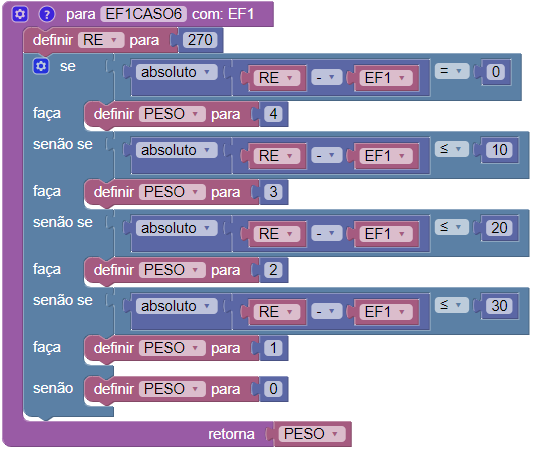 para EF1CASO6 com: EF1
definir RE para 270
se absoluto RE - EF1 = 0
faça definir PESO para 4
senão se absoluto RE - EF1 ≤ 10
faça definir PESO para 3
senão se absoluto RE - EF1 ≤ 20
faça definir PESO para 2
senão se absoluto RE - EF1 ≤ 30
faça definir PESO para 1
senão definir PESO para 0
retorna PESO